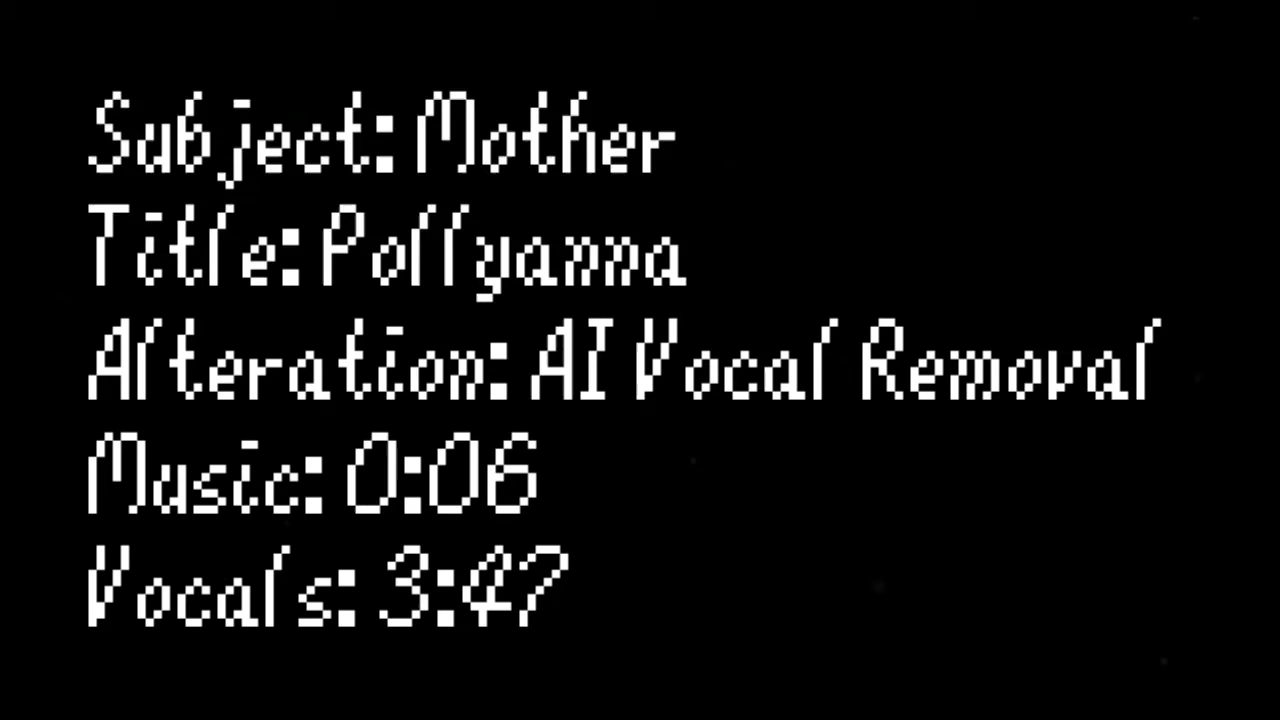 Subject: Mother
Title: Pollyanna
Alteration: AI Vocal Removal
Music: 0:06
Vocals: 3:47